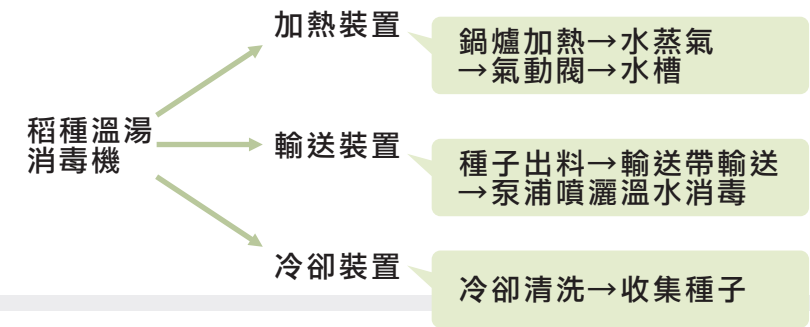 稻種溫湯
消毒機
加熱裝置
鍋爐加熱→水蒸氣
→氣動閥→水槽
輸送裝置
種子出料→輸送帶輸送
→泵浦噴灑溫水消毒
冷卻裝置
冷卻清洗→收集種子